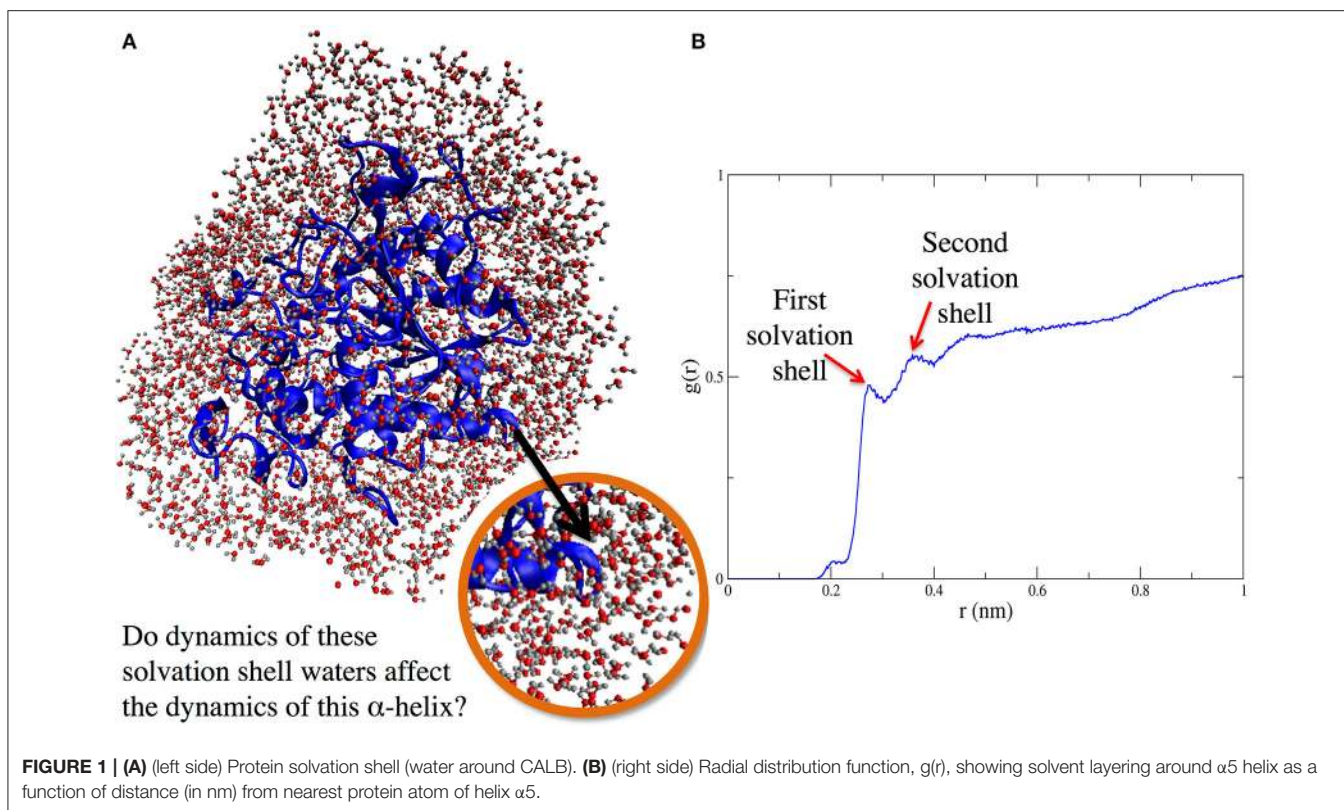 A
Do dynamics of these
solvation shell waters affect
the dynamics of this α-helix?
B
First
solvation
shell
Second
solvation
shell
1
0.5
0
g(r)
0.2
0.4
0.6
0.8
1
r (nm)
FIGURE 1 | (A) (left side) Protein solvation shell (water around CALB). (B) (right side) Radial distribution function, g(r), showing solvent layering around α5 helix as a
function of distance (in nm) from nearest protein atom of helix α5.